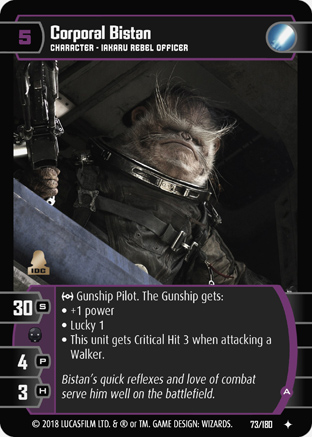 5 Corporal Bistan
CHARACTER - IAKARU REBEL OFFICER
IDC
30 S
4 P
3 H
Gunship Pilot. The Gunship gets:
• +1 power
• Lucky 1
• This unit gets Critical Hit 3 when attacking a
Walker.
Bistan's quick reflexes and love of combat
serve him well on the battlefield.
A
© 2018 LUCASFILM LTD. & ® or TM. GAME DESIGN: WIZARDS. 73/180